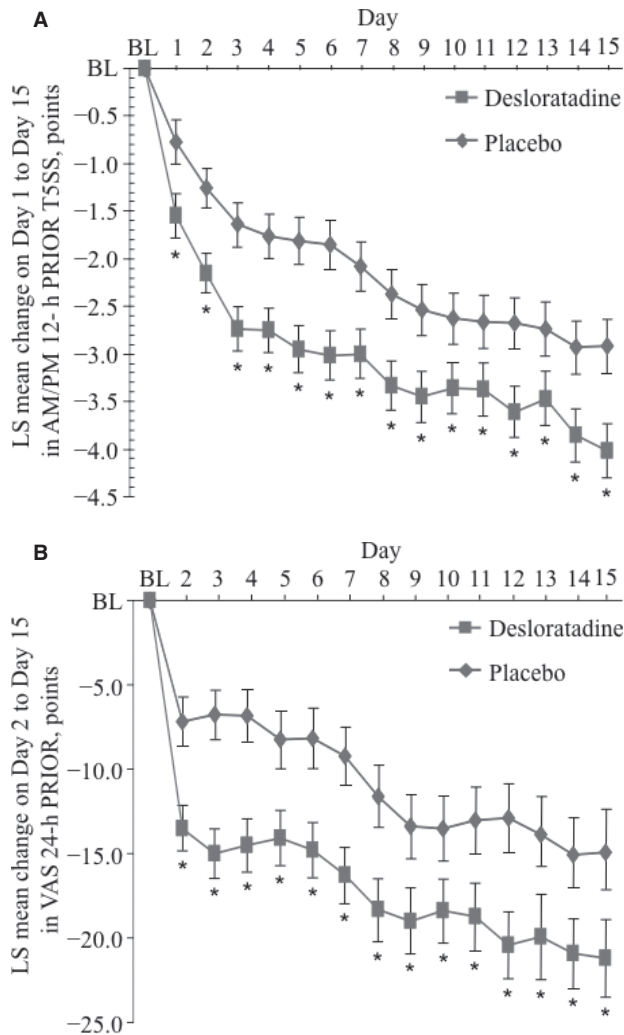 A
Day
BL 1 2 3 4 5 6 7 8 9 10 11 12 13 14 15
BL
−0.5
−1.0
−1.5
−2.0
−2.5
−3.0
−3.5
−4.0
−4.5
LS mean change on Day 1 to Day 15
in AM/PM 12- h PRIOR T5SS, points
Desloratadine
Placebo
* * * * * * * * * * * * * * *
B
Day
BL 2 3 4 5 6 7 8 9 10 11 12 13 14 15
BL
−5.0
−10.0
−15.0
−20.0
−25.0
LS mean change on Day 2 to Day 15
in VAS 24-h PRIOR, points
Desloratadine
Placebo
* * * * * * * * * * * * * *